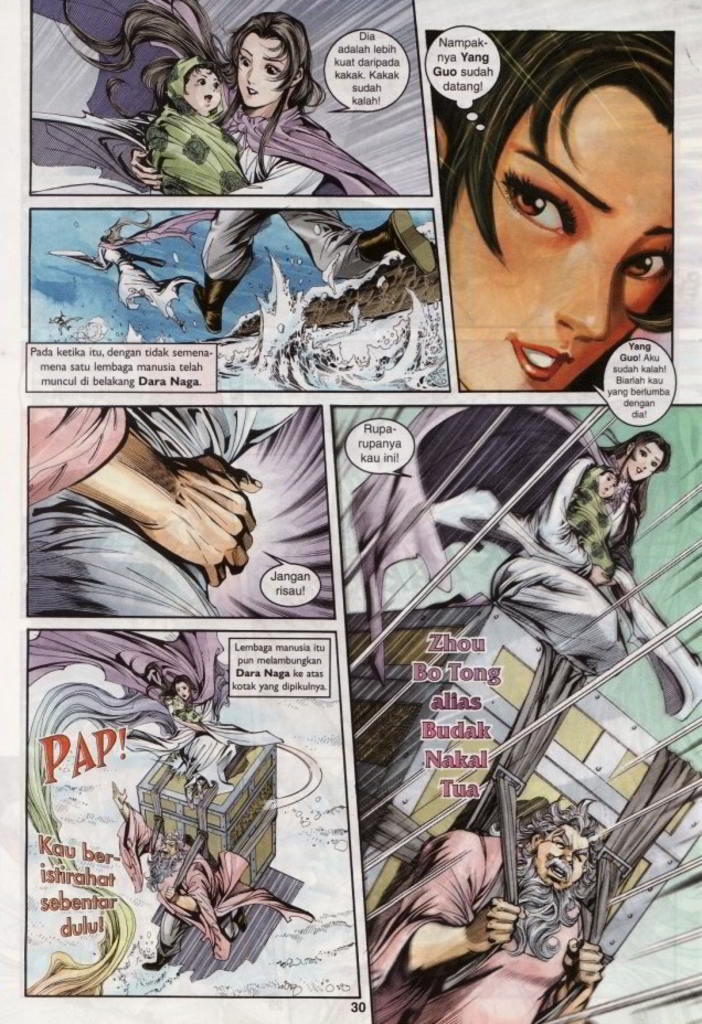 Dia
adalah lebih
kuat daripada
kakak. Kakak
sudah
kalah!
Nampak-
nya Yang
Guo sudah
datang!
Pada ketika itu, dengan tidak semena-
mena satu lembaga manusia telah
muncul di belakang Dara Naga.
Yang
Guo! Aku
sudah kalah!
Biarlah kau
yang berlumba
dengan
dia!
Jangan
risau!
Rupa-
rupanya
kau ini!
Zhou
Bo Tong
alias
Budak
Nakal
Tua
Lembaga manusia itu
pun melambungkan
Dara Naga ke atas
kotak yang dipikulnya.
PAP!
Kau ber-
istirahat
sebentar
dulu!
30